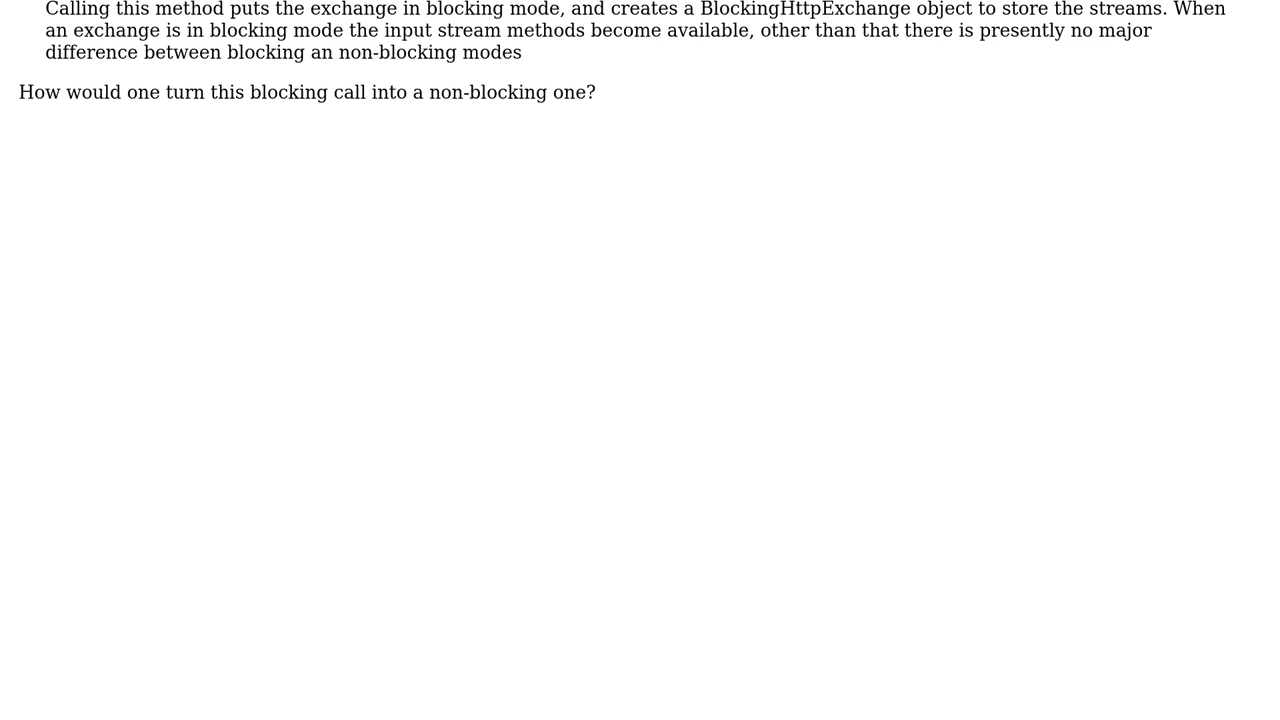 Calling this method puts the exchange in blocking mode, and creates a BlockingHttpExchange object to store the streams. When
an exchange is in blocking mode the input stream methods become available, other than that there is presently no major
difference between blocking an non-blocking modes
How would one turn this blocking call into a non-blocking one?